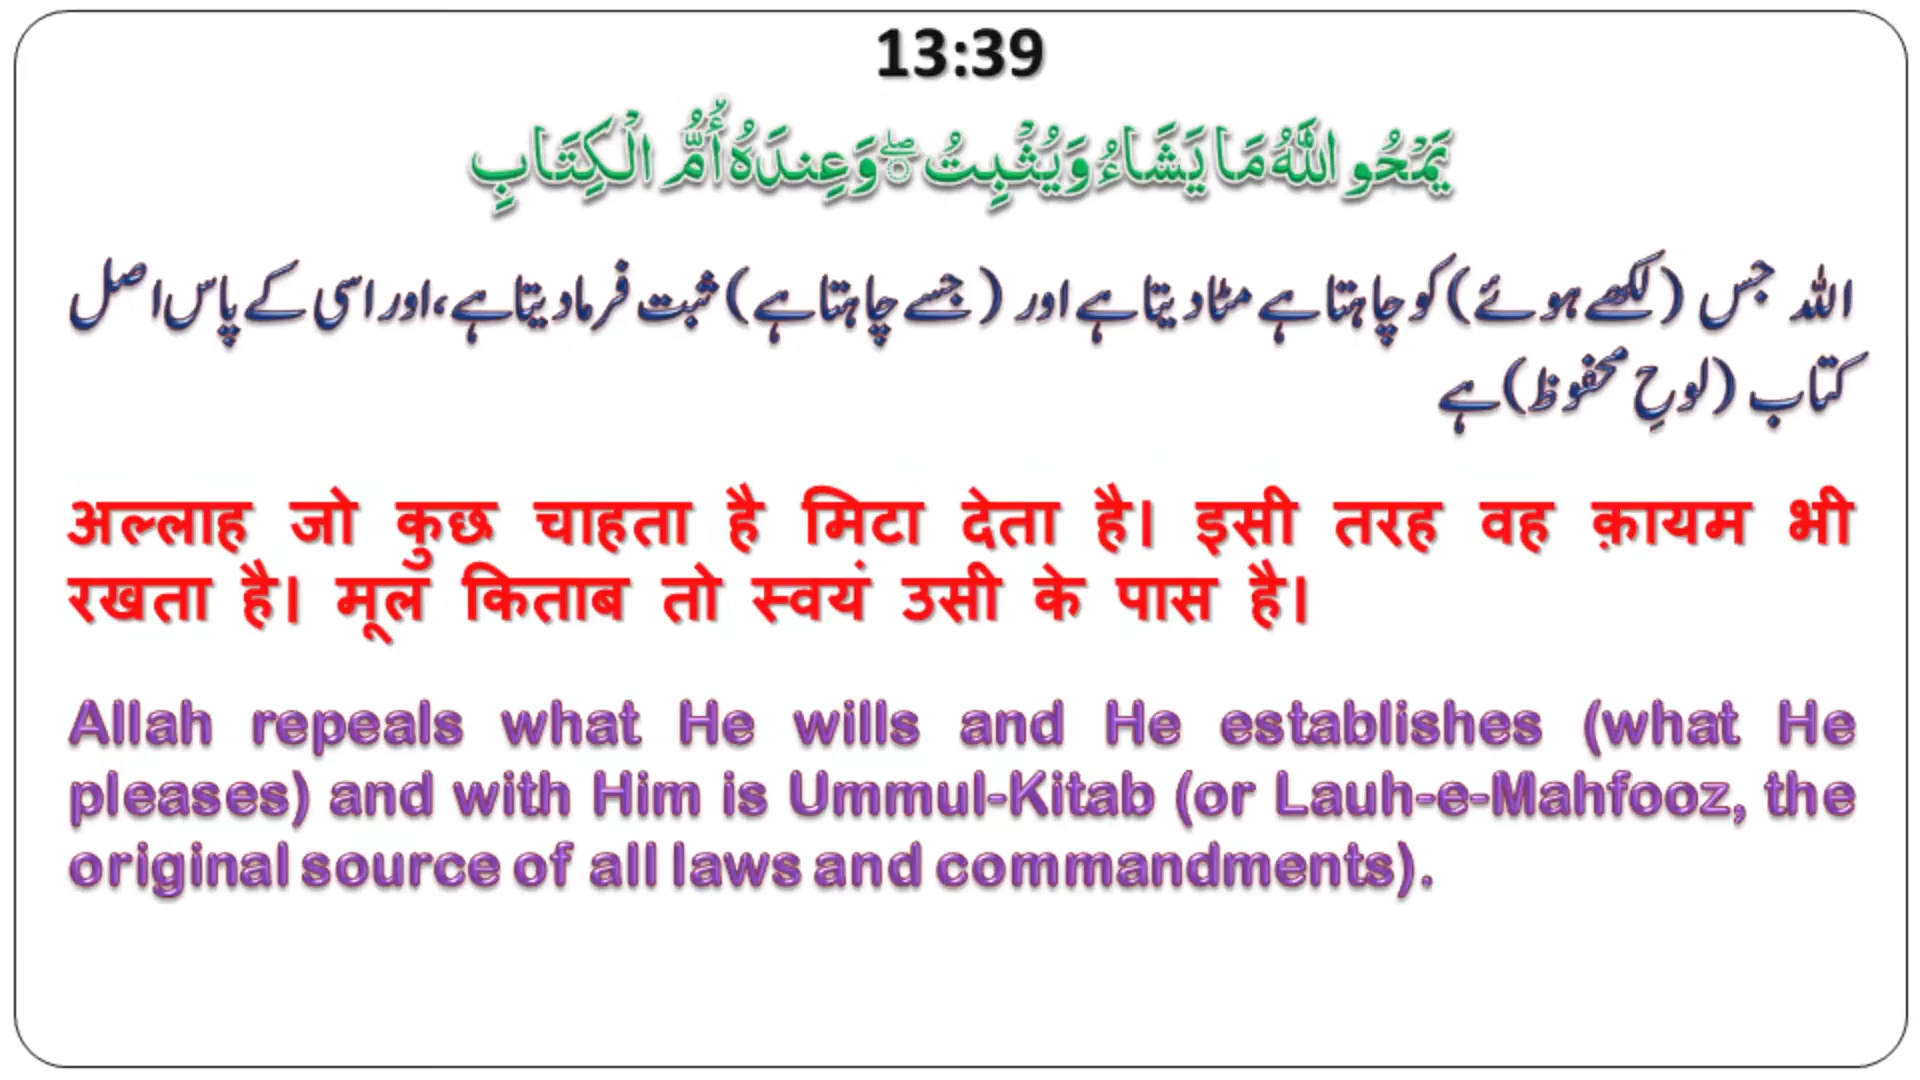 13:39
يَمْحُو اللَّهُ مَا يَشَاءُ وَيُثْبِتُ ۖ وَعِندَهُ أُمُّ الْكِتَابِ
اللہ جس (لکھے ہوئے) کو چاہتا ہے مٹا دیتا ہے اور (جسے چاہتا ہے) ثبت فرما دیتا ہے، اور اسی کے پاس اصل
کتاب (لوحِ محفوظ) ہے
अल्लाह जो कुछ चाहता है मिटा देता है। इसी तरह वह क़ायम भी
रखता है। मूल किताब तो स्वयं उसी के पास है।
Allah repeals what He wills and He establishes (what He
pleases) and with Him is Ummul-Kitab (or Lauh-e-Mahfooz, the
original source of all laws and commandments).